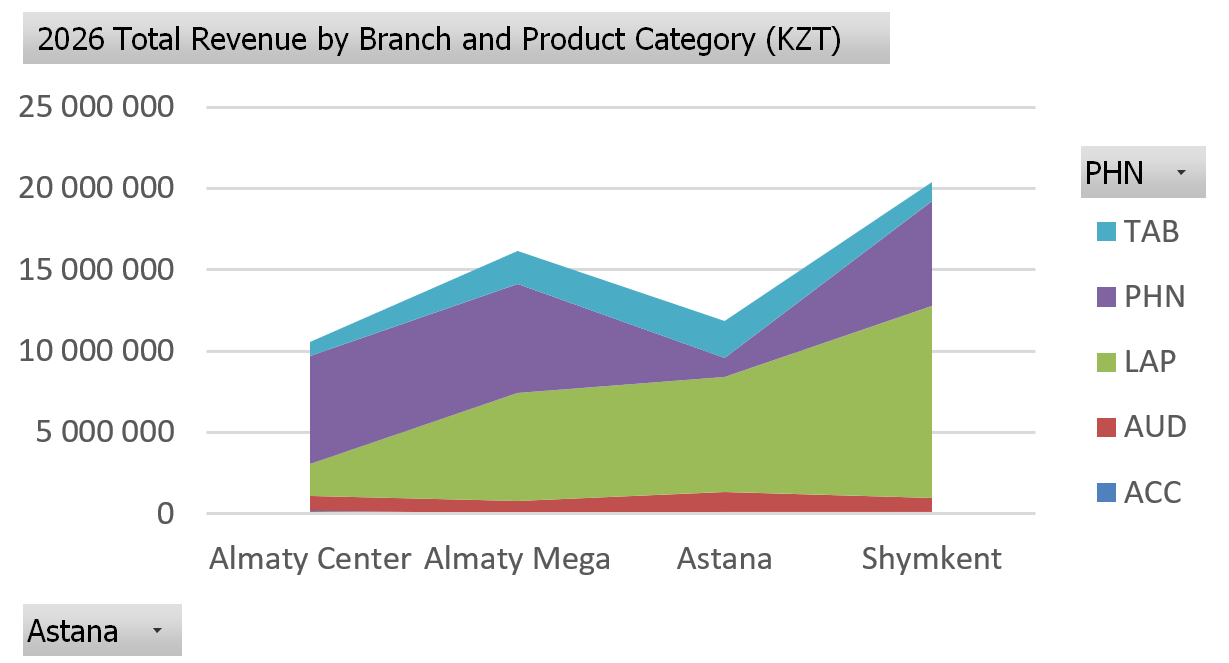 2026 Total Revenue by Branch and Product Category (KZT)
25 000 000
20 000 000
15 000 000
10 000 000
5 000 000
0
Almaty Center
Almaty Mega
Astana
Shymkent
PHN
TAB
PHN
LAP
AUD
ACC
Astana